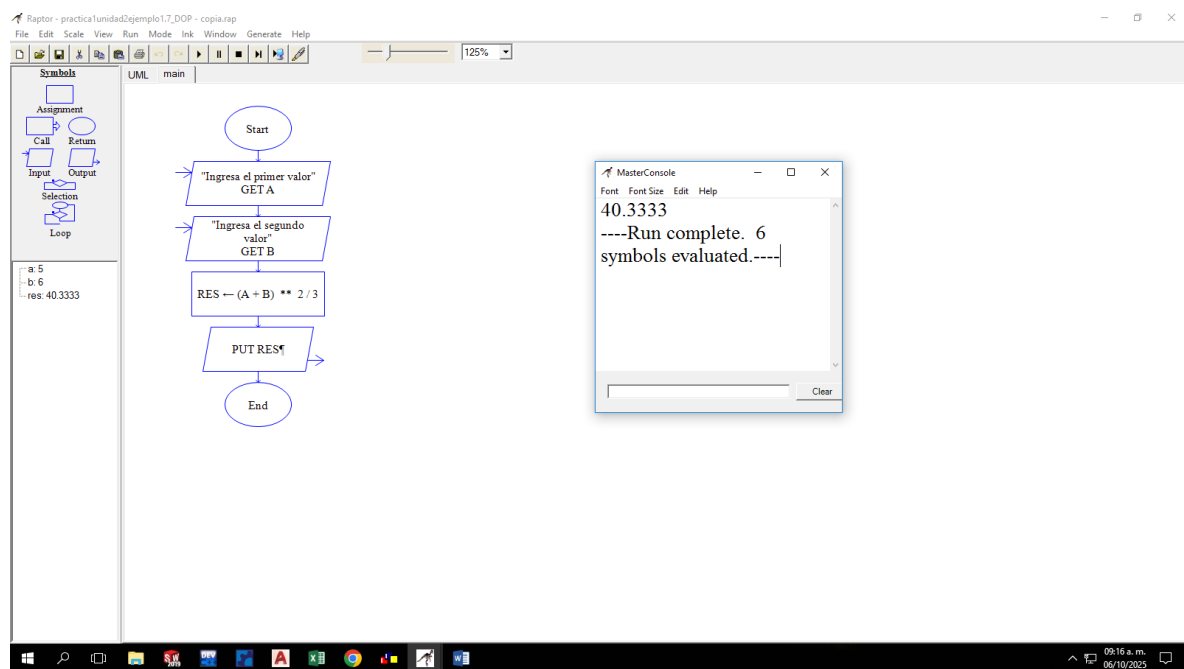 Raptor - practica1unidad2ejemplo1.7_DOP - copia.rap
File Edit Scale View Run Mode Ink Window Generate Help
125%
Symbols
Assignment
Call Return
Input Output
Selection
Loop
UML main
a: 5
b: 6
res: 40.3333
Start
"Ingresa el primer valor"
GET A
"Ingresa el segundo
valor"
GET B
RES ← (A + B) ** 2 / 3
PUT RES¶
End
MasterConsole
Font Font Size Edit Help
40.3333
----Run complete. 6
symbols evaluated.----
Clear
SW
2019
DEV
A
09:16 a. m.
06/10/2025